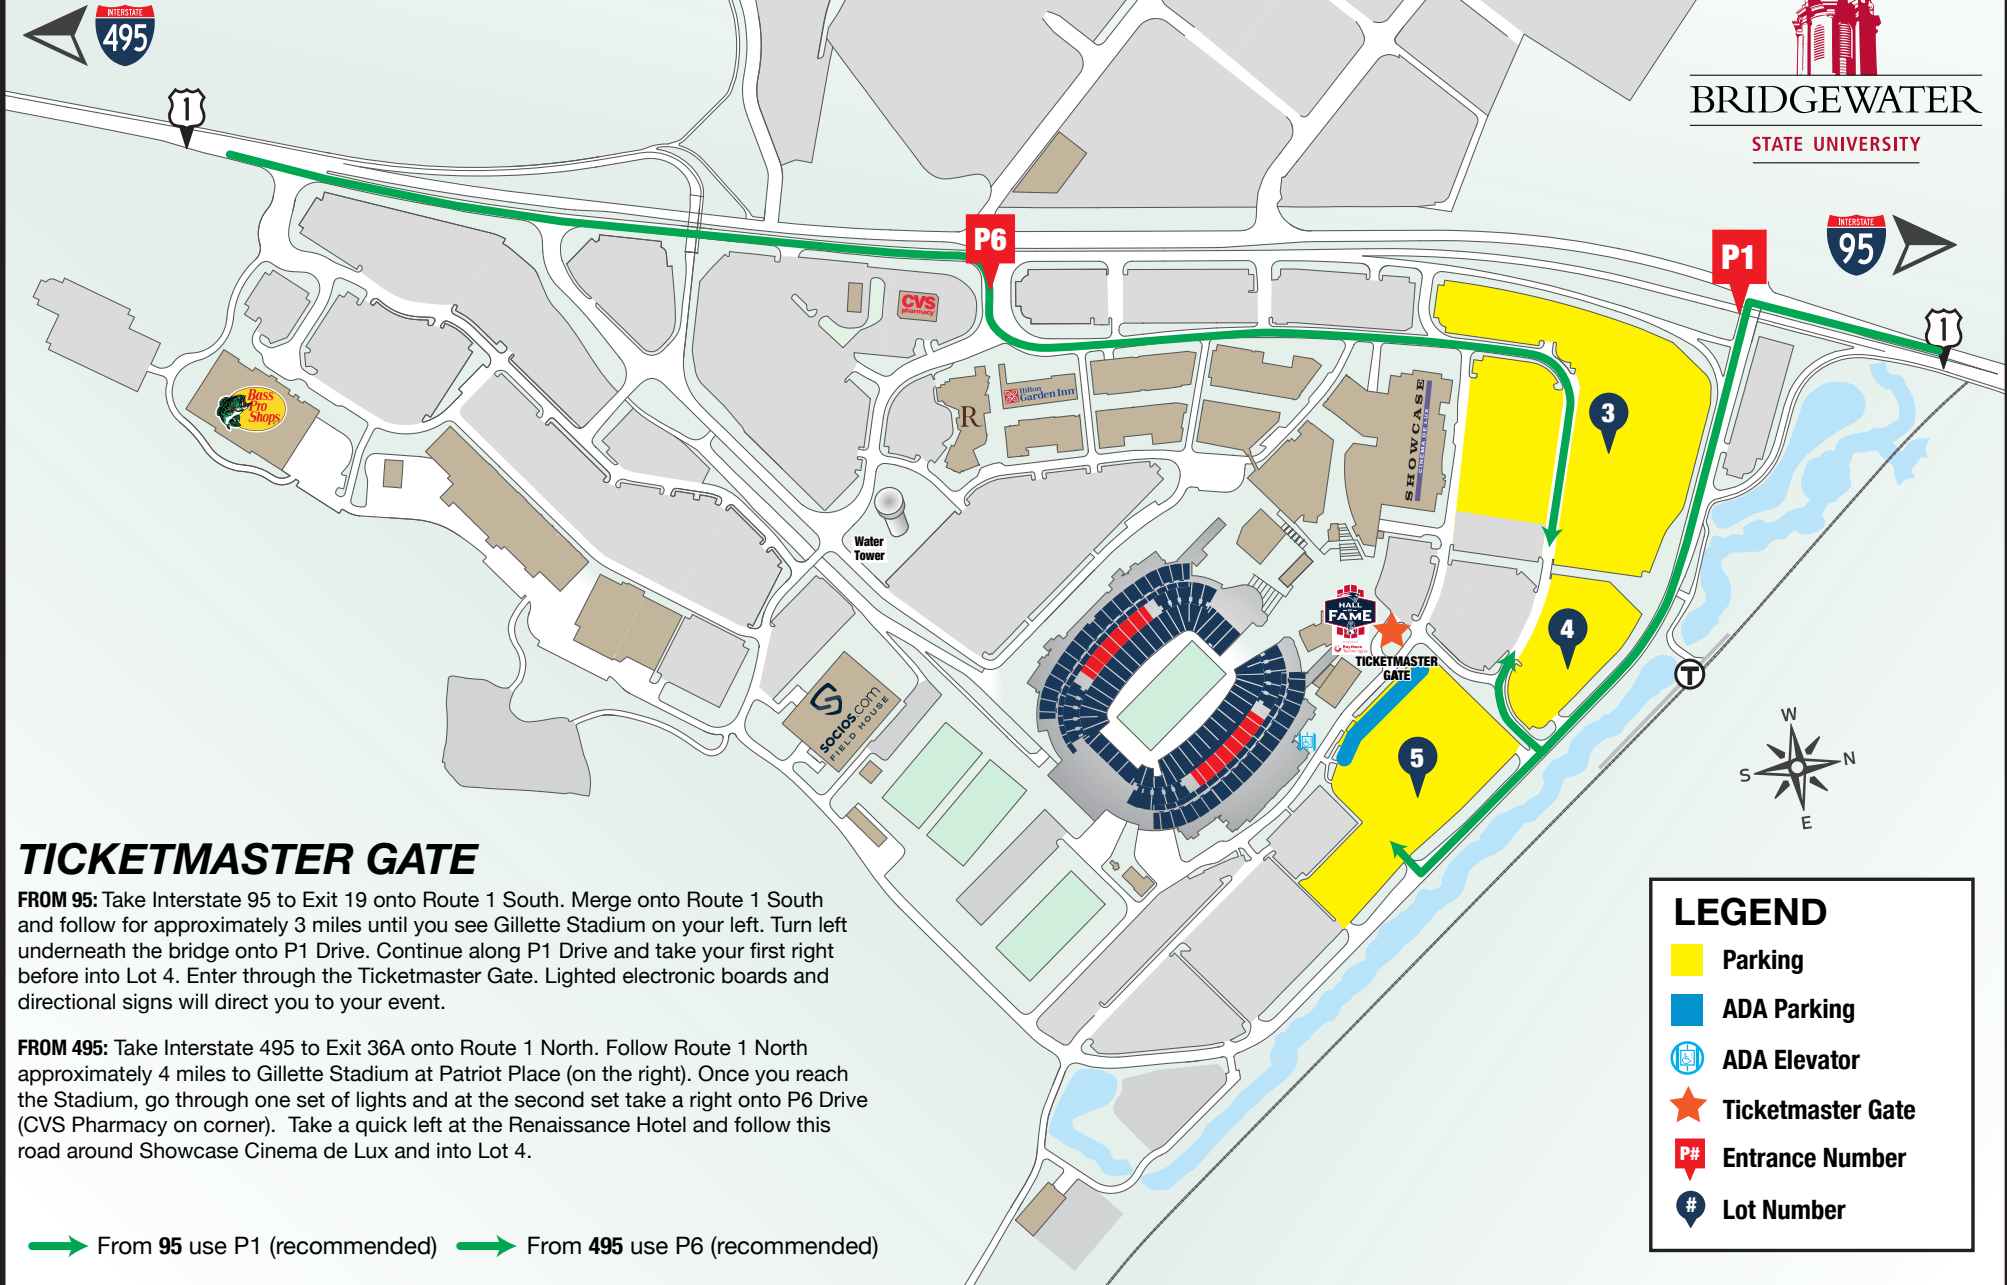 INTERSTATE
495
1
BRIDGEWATER
STATE UNIVERSITY
P6
P1
INTERSTATE
95
1
CVS
pharmacy
Bass
Pro
Shops
R
Hilton
Garden Inn
SHOWCASE
CINEMA DE LUX
3
Water
Tower
HALL
FAME
Raytheon
Technologies
TICKETMASTER
GATE
4
T
5
SOCIOS.COM
FIELD HOUSE
W
S
N
E
TICKETMASTER GATE
FROM 95: Take Interstate 95 to Exit 19 onto Route 1 South. Merge onto Route 1 South
and follow for approximately 3 miles until you see Gillette Stadium on your left. Turn left
underneath the bridge onto P1 Drive. Continue along P1 Drive and take your first right
before into Lot 4. Enter through the Ticketmaster Gate. Lighted electronic boards and
directional signs will direct you to your event.
FROM 495: Take Interstate 495 to Exit 36A onto Route 1 North. Follow Route 1 North
approximately 4 miles to Gillette Stadium at Patriot Place (on the right). Once you reach
the Stadium, go through one set of lights and at the second set take a right onto P6 Drive
(CVS Pharmacy on corner). Take a quick left at the Renaissance Hotel and follow this
road around Showcase Cinema de Lux and into Lot 4.
From 95 use P1 (recommended)
From 495 use P6 (recommended)
LEGEND
Parking
ADA Parking
ADA Elevator
Ticketmaster Gate
P# Entrance Number
# Lot Number